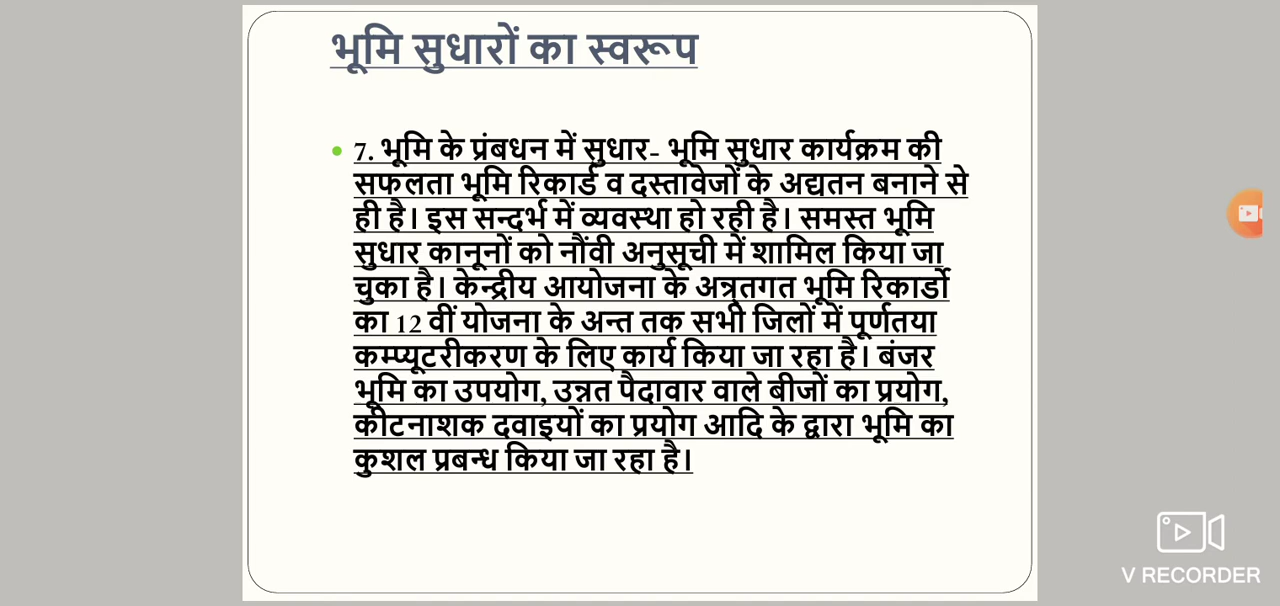 भूमि सुधारों का स्वरूप
7. भूमि के प्रंबधन में सुधार- भूमि सुधार कार्यक्रम की
सफलता भूमि रिकार्ड व दस्तावेजों के अद्यतन बनाने से
ही है। इस सन्दर्भ में व्यवस्था हो रही है। समस्त भूमि
सुधार कानूनों को नौंवी अनुसूची में शामिल किया जा
चुका है। केन्द्रीय आयोजना के अन्त्रर्तगत भूमि रिकार्डो
का 12 वीं योजना के अन्त तक सभी जिलों में पूर्णतया
कम्प्यूटरीकरण के लिए कार्य किया जा रहा है। बंजर
भूमि का उपयोग, उन्नत पैदावार वाले बीजों का प्रयोग,
कीटनाशक दवाइयों का प्रयोग आदि के द्वारा भूमि का
कुशल प्रबन्ध किया जा रहा है।
V RECORDER